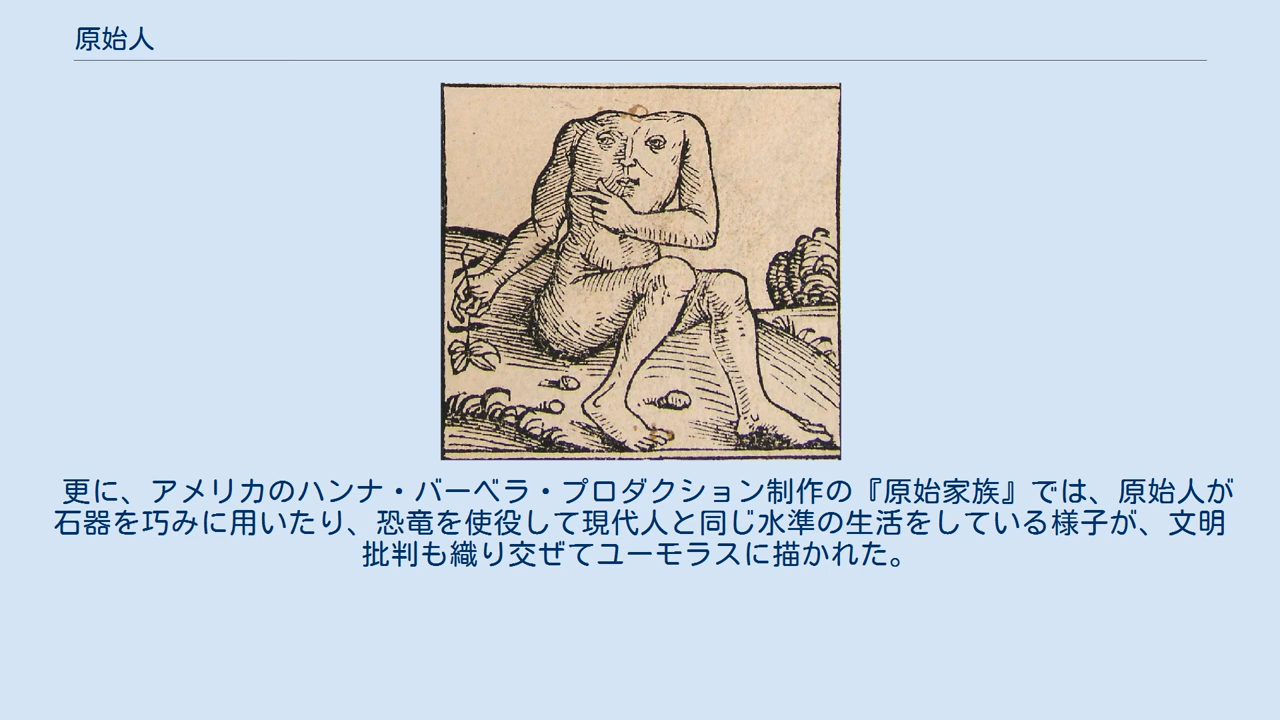 原始人
更に、アメリカのハンナ・バーベラ・プロダクション制作の『原始家族』では、原始人が
石器を巧みに用いたり、恐竜を使役して現代人と同じ水準の生活をしている様子が、文明
批判も織り交ぜてユーモラスに描かれた。